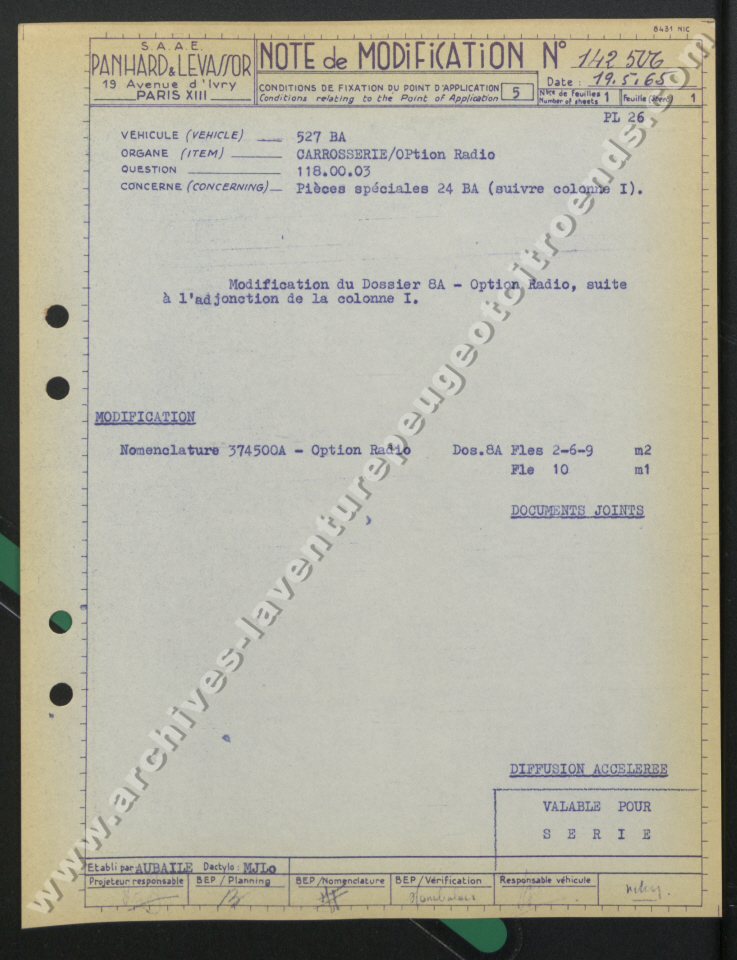 8431 NIC
S.A.A.E.
PANHARD & LEVASSOR
19 Avenue d'Ivry
PARIS XIII
NOTE de MODIFICATION N° 142 506
CONDITIONS DE FIXATION DU POINT D'APPLICATION 5
Conditions relating to the Point of Application
Date : 19.5.65
Nbre de feuilles 1
Number of sheets
Feuille (sheet) 1
PL 26
VEHICULE (VEHICLE) 527 BA
ORGANE (ITEM) CARROSSERIE/OPtion Radio
QUESTION 118.00.03
CONCERNE (CONCERNING) Pièces spéciales 24 BA (suivre colonne I).
Modification du Dossier 8A - Option Radio, suite
à l'adjonction de la colonne I.
MODIFICATION
Nomenclature 374500A - Option Radio Dos.8A Fles 2-6-9 m2
Fle 10 m1
DOCUMENTS JOINTS
DIFFUSION ACCELEREE
VALABLE POUR
S E R I E
Etabli par AUBAILE Dactylo : MJLo
Projeteur responsable BEP / Planning BEP /Nomenclature BEP /Vérification Responsable véhicule
www.archives-laventurepeugeotcitroends.com